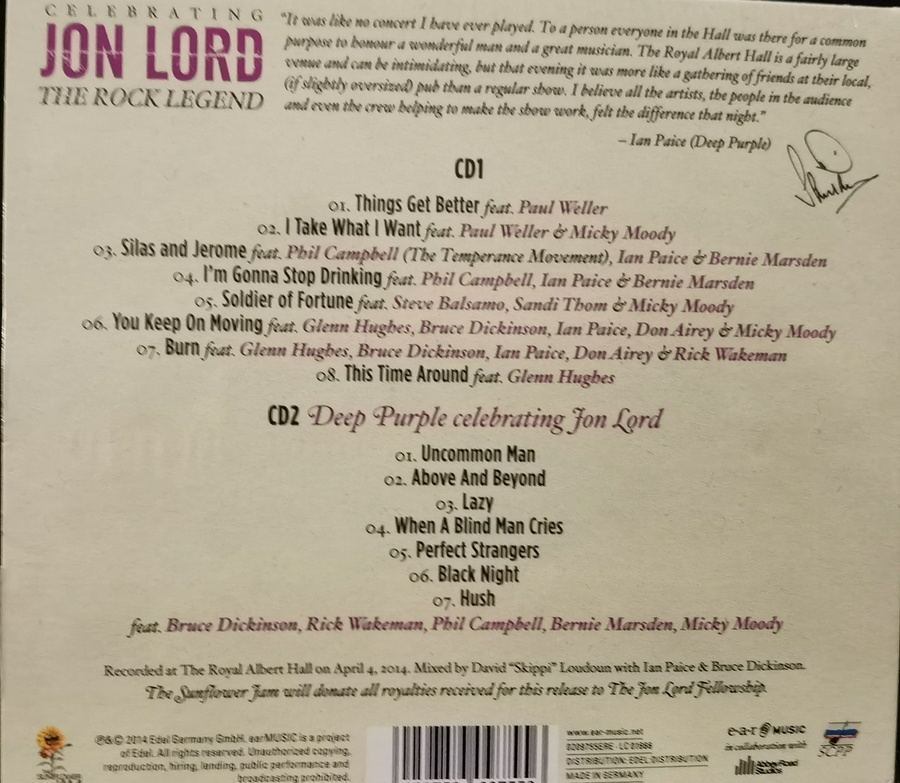 CELEBRATING
JON LORD
THE ROCK LEGEND
"It was like no concert I have ever played. To a person everyone in the Hall was there for a common
purpose to honour a wonderful man and a great musician. The Royal Albert Hall is a fairly large
venue and can be intimidating, but that evening it was more like a gathering of friends at their local,
(if slightly oversized) pub than a regular show. I believe all the artists, the people in the audience
and even the crew helping to make the show work, felt the difference that night."
– Ian Paice (Deep Purple)
CD1
01. Things Get Better feat. Paul Weller
02. I Take What I Want feat. Paul Weller & Micky Moody
03. Silas and Jerome feat. Phil Campbell (The Temperance Movement), Ian Paice & Bernie Marsden
04. I'm Gonna Stop Drinking feat. Phil Campbell, Ian Paice & Bernie Marsden
05. Soldier of Fortune feat. Steve Balsamo, Sandi Thom & Micky Moody
06. You Keep On Moving feat. Glenn Hughes, Bruce Dickinson, Ian Paice, Don Airey & Micky Moody
07. Burn feat. Glenn Hughes, Bruce Dickinson, Ian Paice, Don Airey & Rick Wakeman
08. This Time Around feat. Glenn Hughes
CD2 Deep Purple celebrating Jon Lord
01. Uncommon Man
02. Above And Beyond
03. Lazy
04. When A Blind Man Cries
05. Perfect Strangers
06. Black Night
07. Hush
feat. Bruce Dickinson, Rick Wakeman, Phil Campbell, Bernie Marsden, Micky Moody
Recorded at The Royal Albert Hall on April 4, 2014. Mixed by David "Skippi" Loudoun with Ian Paice & Bruce Dickinson.
The Sunflower Jam will donate all royalties received for this release to The Jon Lord Fellowship.
℗&© 2014 Edel Germany GmbH. earMUSIC is a project
of Edel. All rights reserved. Unauthorized copying,
reproduction, hiring, lending, public performance and
broadcasting prohibited.
www.ear-music.net
0209755ERE · LC 01666
DISTRIBUTION: EDEL DISTRIBUTION
MADE IN GERMANY
e-a-r MUSIC
in collaboration with
Abbey Road
Studios
SCPP